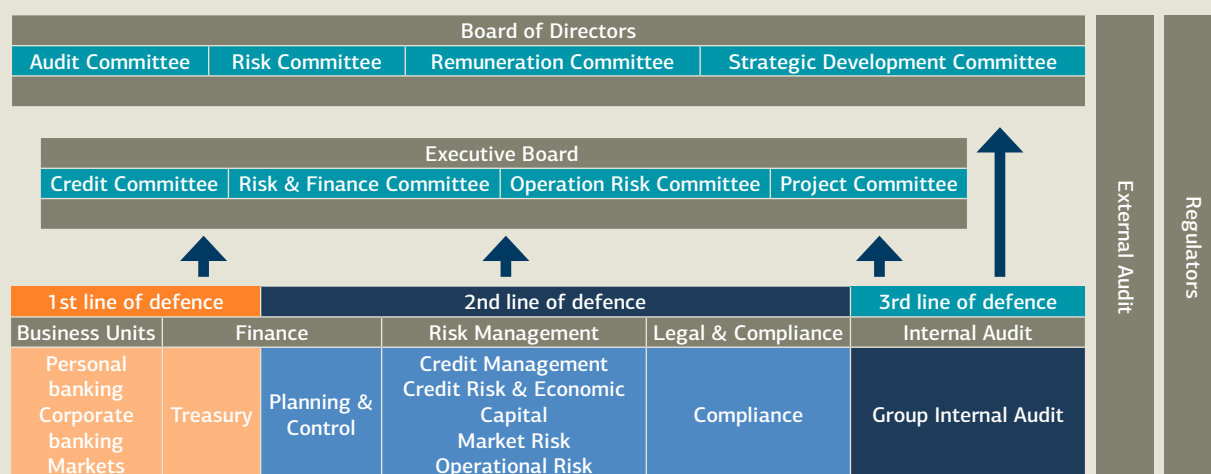 Board of Directors
Audit Committee
Risk Committee
Remuneration Committee
Strategic Development Committee
Executive Board
Credit Committee
Risk & Finance Committee
Operation Risk Committee
Project Committee
1st line of defence
2nd line of defence
3rd line of defence
Business Units
Finance
Risk Management
Legal & Compliance
Internal Audit
Personal
banking
Corporate
banking
Markets
Treasury
Planning &
Control
Credit Management
Credit Risk & Economic
Capital
Market Risk
Operational Risk
Compliance
Group Internal Audit
External Audit
Regulators